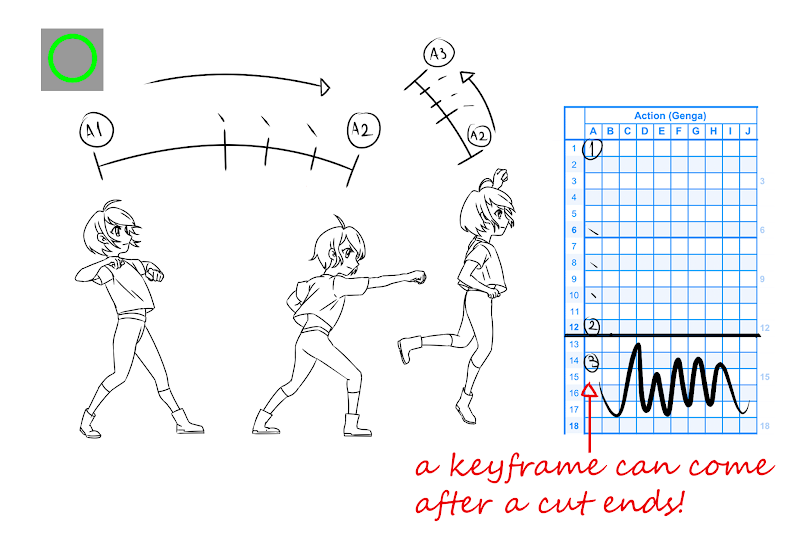 A1
A2
A3
A2
Action (Genga)
A B C D E F G H I J
1 1
2
3 3
4
5
6 6
7
8
9 9
10
11
12 2 12
13
14 3
15 15
16
17
18 18
a keyframe can come
after a cut ends!